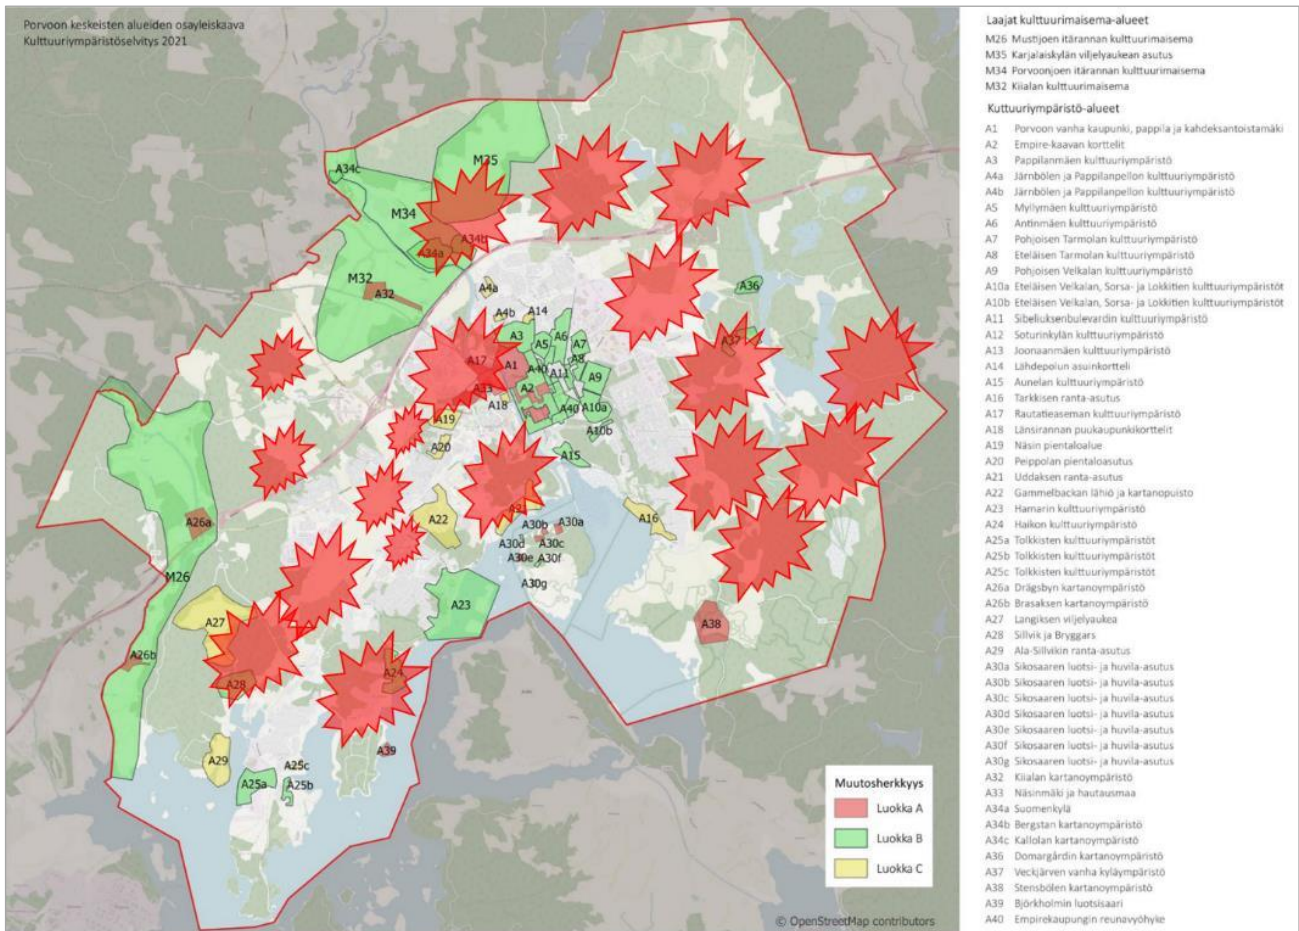 Porvoon keskeisten alueiden osayleiskaava
Kulttuuriympäristöselvitys 2021
M35
A34c
M34
A34b
A34a
M32
A32
A4a
A36
A4b
A14
A3
A6
A5
A7
A37
A17
A1
A8
A40
A11
A9
A33
A2
A18
A40
A10a
A19
A10b
A20
A15
A22
A21
A16
A26a
A30b
A30a
A30d
A30c
A30e
A30f
M26
A30g
A23
A27
A38
A26b
A28
A24
A39
A29
A25c
A25a
A25b
Muutosherkkyys
Luokka A
Luokka B
Luokka C
© OpenStreetMap contributors
Laajat kulttuurimaisema-alueet
M26 Mustijoen itärannan kulttuurimaisema
M35 Karjalaiskylän viljelyaukean asutus
M34 Porvoonjoen itärannan kulttuurimaisema
M32 Kiialan kulttuurimaisema
Kuttuuriympäristö-alueet
A1 Porvoon vanha kaupunki, pappila ja kahdeksantoistamäki
A2 Empire-kaavan korttelit
A3 Pappilanmäen kulttuuriympäristö
A4a Järnbölen ja Pappilanpellon kulttuuriympäristö
A4b Järnbölen ja Pappilanpellon kulttuuriympäristö
A5 Myllymäen kulttuuriympäristö
A6 Antinmäen kulttuuriympäristö
A7 Pohjoisen Tarmolan kulttuuriympäristö
A8 Eteläisen Tarmolan kulttuuriympäristö
A9 Pohjoisen Velkalan kulttuuriympäristö
A10a Eteläisen Velkalan, Sorsa- ja Lokkitien kulttuuriympäristöt
A10b Eteläisen Velkalan, Sorsa- ja Lokkitien kulttuuriympäristöt
A11 Sibeliuksenbulevardin kulttuuriympäristö
A12 Soturinkylän kulttuuriympäristö
A13 Joonaanmäen kulttuuriympäristö
A14 Lähdepolun asuinkortteli
A15 Aunelan kulttuuriympäristö
A16 Tarkkisen ranta-asutus
A17 Rautatieaseman kulttuuriympäristö
A18 Länsirannan puukaupunkikorttelit
A19 Näsin pientaloalue
A20 Peippolan pientaloasutus
A21 Uddaksen ranta-asutus
A22 Gammelbackan lähiö ja kartanopuisto
A23 Hamarin kulttuuriympäristö
A24 Haikon kulttuuriympäristö
A25a Tolkkisten kulttuuriympäristöt
A25b Tolkkisten kulttuuriympäristöt
A25c Tolkkisten kulttuuriympäristöt
A26a Drägsbyn kartanoympäristö
A26b Brasaksen kartanoympäristö
A27 Langiksen viljelyaukea
A28 Sillvik ja Bryggars
A29 Ala-Sillvikin ranta-asutus
A30a Sikosaaren luotsi- ja huvila-asutus
A30b Sikosaaren luotsi- ja huvila-asutus
A30c Sikosaaren luotsi- ja huvila-asutus
A30d Sikosaaren luotsi- ja huvila-asutus
A30e Sikosaaren luotsi- ja huvila-asutus
A30f Sikosaaren luotsi- ja huvila-asutus
A30g Sikosaaren luotsi- ja huvila-asutus
A32 Kiialan kartanoympäristö
A33 Näsinmäki ja hautausmaa
A34a Suomenkylä
A34b Bergstan kartanoympäristö
A34c Kallolan kartanoympäristö
A36 Domargårdin kartanoympäristö
A37 Veckjärven vanha kyläympäristö
A38 Stensbölen kartanoympäristö
A39 Björkholmin luotsisaari
A40 Empirekaupungin reunavyöhyke